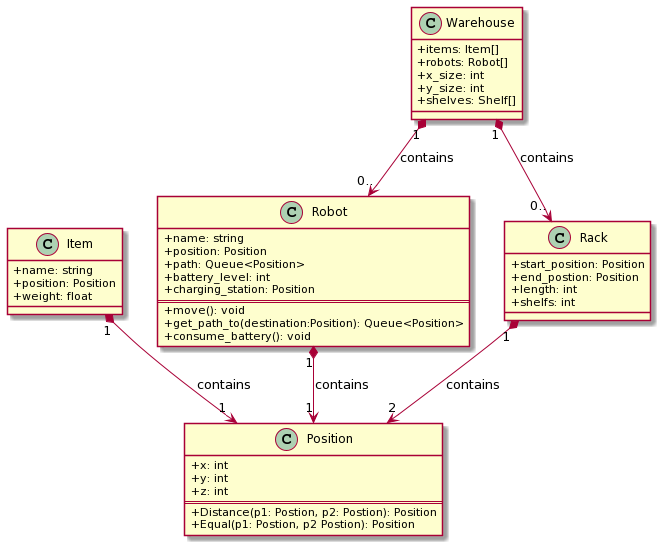 C Warehouse
+items: Item[]
+robots: Robot[]
+x_size: int
+y_size: int
+shelves: Shelf[]
1
1
contains
contains
0..
0..
C Robot
+name: string
+position: Position
+path: Queue<Position>
+battery_level: int
+charging_station: Position
+move(): void
+get_path_to(destination:Position): Queue<Position>
+consume_battery(): void
C Item
+name: string
+position: Position
+weight: float
C Rack
+start_position: Position
+end_postion: Position
+length: int
+shelfs: int
1
1
1
contains
contains
contains
1
1
2
C Position
+x: int
+y: int
+z: int
+Distance(p1: Postion, p2: Postion): Position
+Equal(p1: Postion, p2 Postion): Position